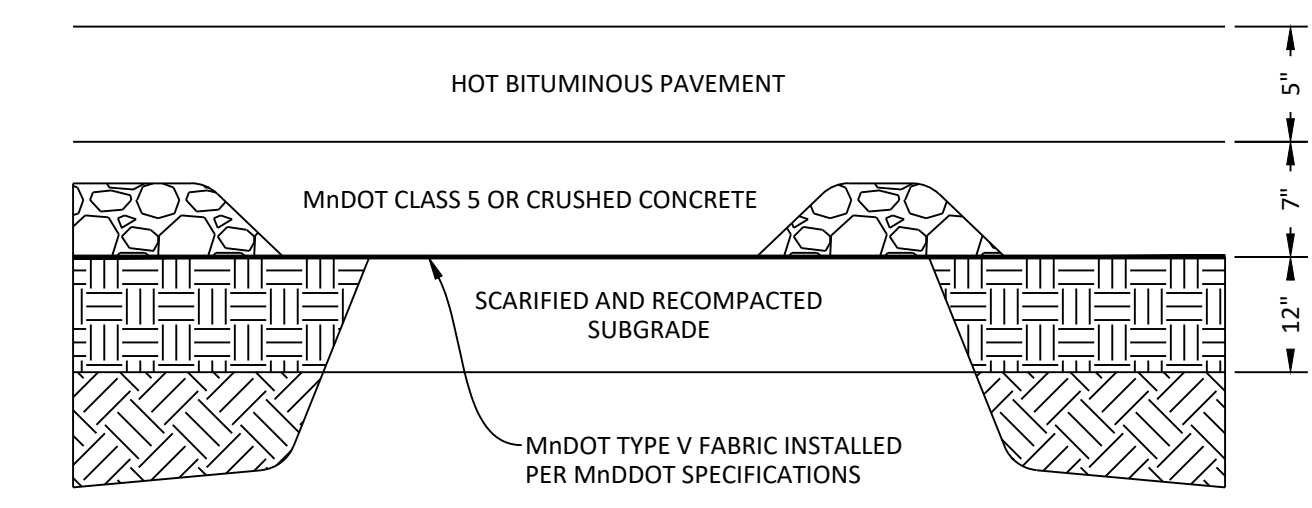 HOT BITUMINOUS PAVEMENT
5"
MnDOT CLASS 5 OR CRUSHED CONCRETE
7"
SCARIFIED AND RECOMPACTED
SUBGRADE
12"
MnDOT TYPE V FABRIC INSTALLED
PER MnDDOT SPECIFICATIONS